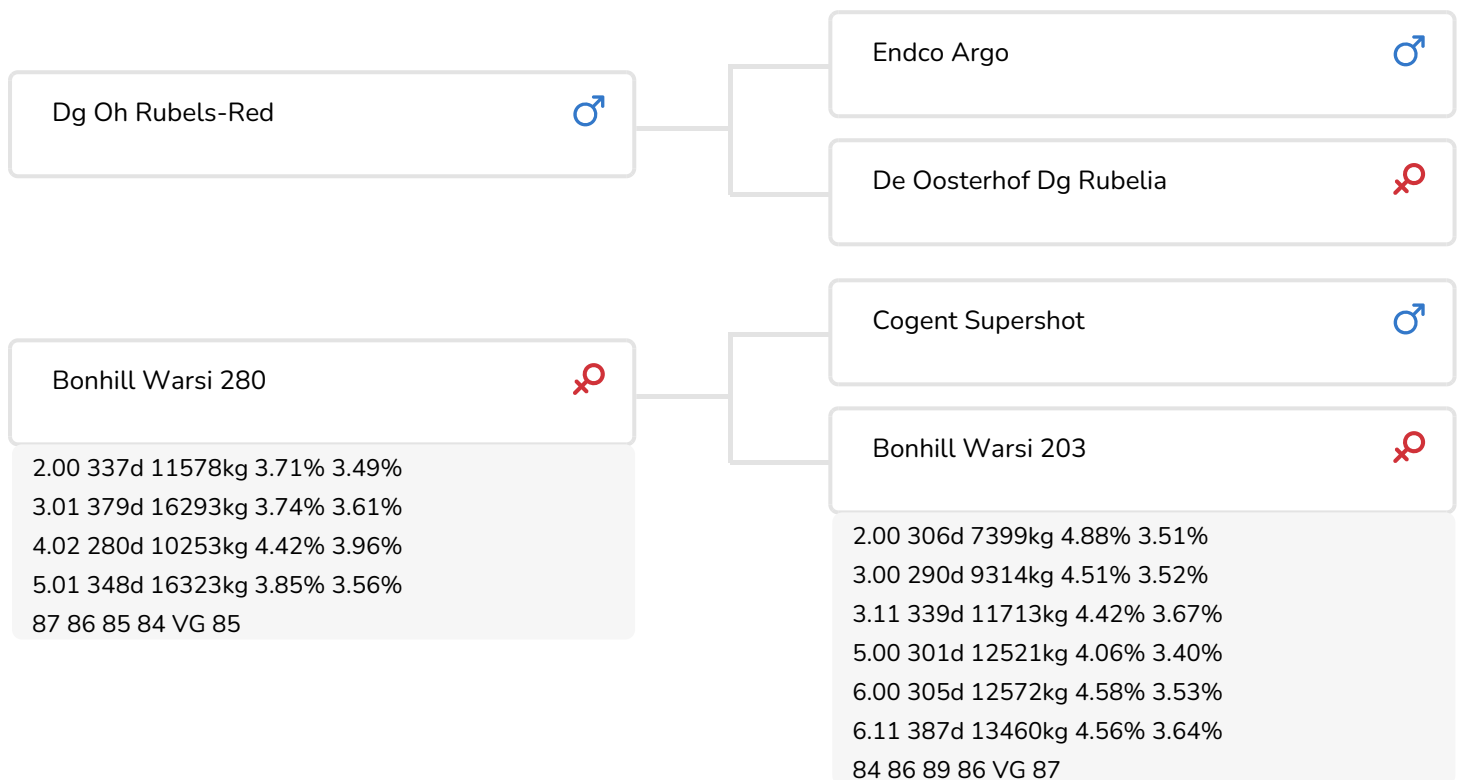 Dg Oh Rubels-Red
Endco Argo
De Oosterhof Dg Rubelia
Bonhill Warsi 280
2.00 337d 11578kg 3.71% 3.49%
3.01 379d 16293kg 3.74% 3.61%
4.02 280d 10253kg 4.42% 3.96%
5.01 348d 16323kg 3.85% 3.56%
87 86 85 84 VG 85
Cogent Supershot
Bonhill Warsi 203
2.00 306d 7399kg 4.88% 3.51%
3.00 290d 9314kg 4.51% 3.52%
3.11 339d 11713kg 4.42% 3.67%
5.00 301d 12521kg 4.06% 3.40%
6.00 305d 12572kg 4.58% 3.53%
6.11 387d 13460kg 4.56% 3.64%
84 86 89 86 VG 87